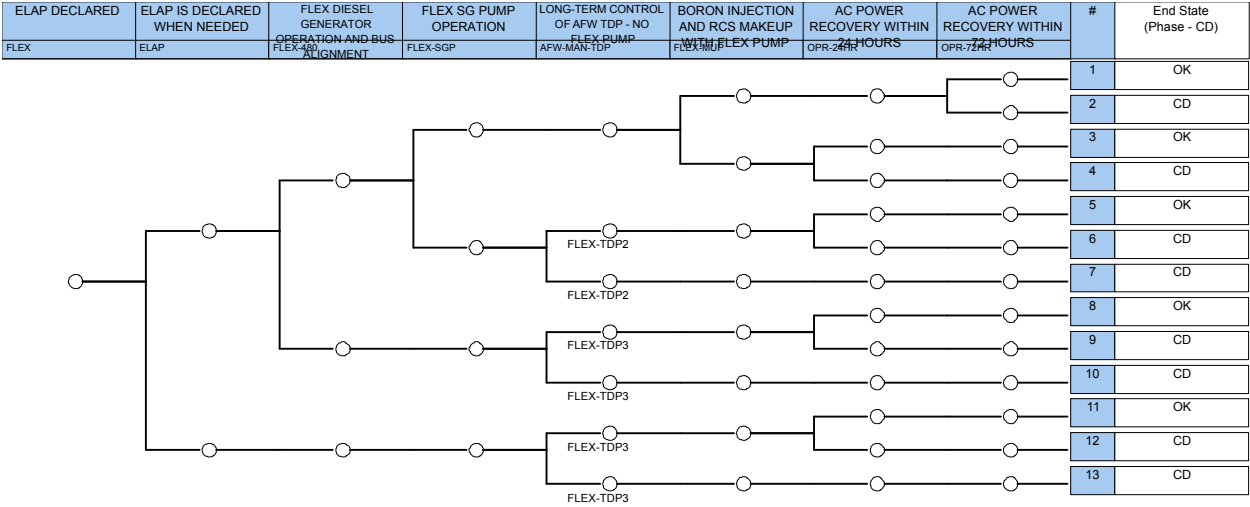 ELAP DECLARED
FLEX
ELAP IS DECLARED
WHEN NEEDED
ELAP
FLEX DIESEL
GENERATOR
OPERATION AND BUS
ALIGNMENT
FLEX-480
FLEX SG PUMP
OPERATION
FLEX-SGP
LONG-TERM CONTROL
OF AFW TDP - NO
FLEX PUMP
AFW-MAN-TDP
BORON INJECTION
AND RCS MAKEUP
WITH FLEX PUMP
FLEX-MUP
AC POWER
RECOVERY WITHIN
24 HOURS
OPR-24HR
AC POWER
RECOVERY WITHIN
72 HOURS
OPR-72HR
#
End State
(Phase - CD)
1 OK
2 CD
3 OK
4 CD
5 OK
FLEX-TDP2
6 CD
7 CD
FLEX-TDP2
8 OK
FLEX-TDP3
9 CD
10 CD
FLEX-TDP3
11 OK
FLEX-TDP3
12 CD
13 CD
FLEX-TDP3